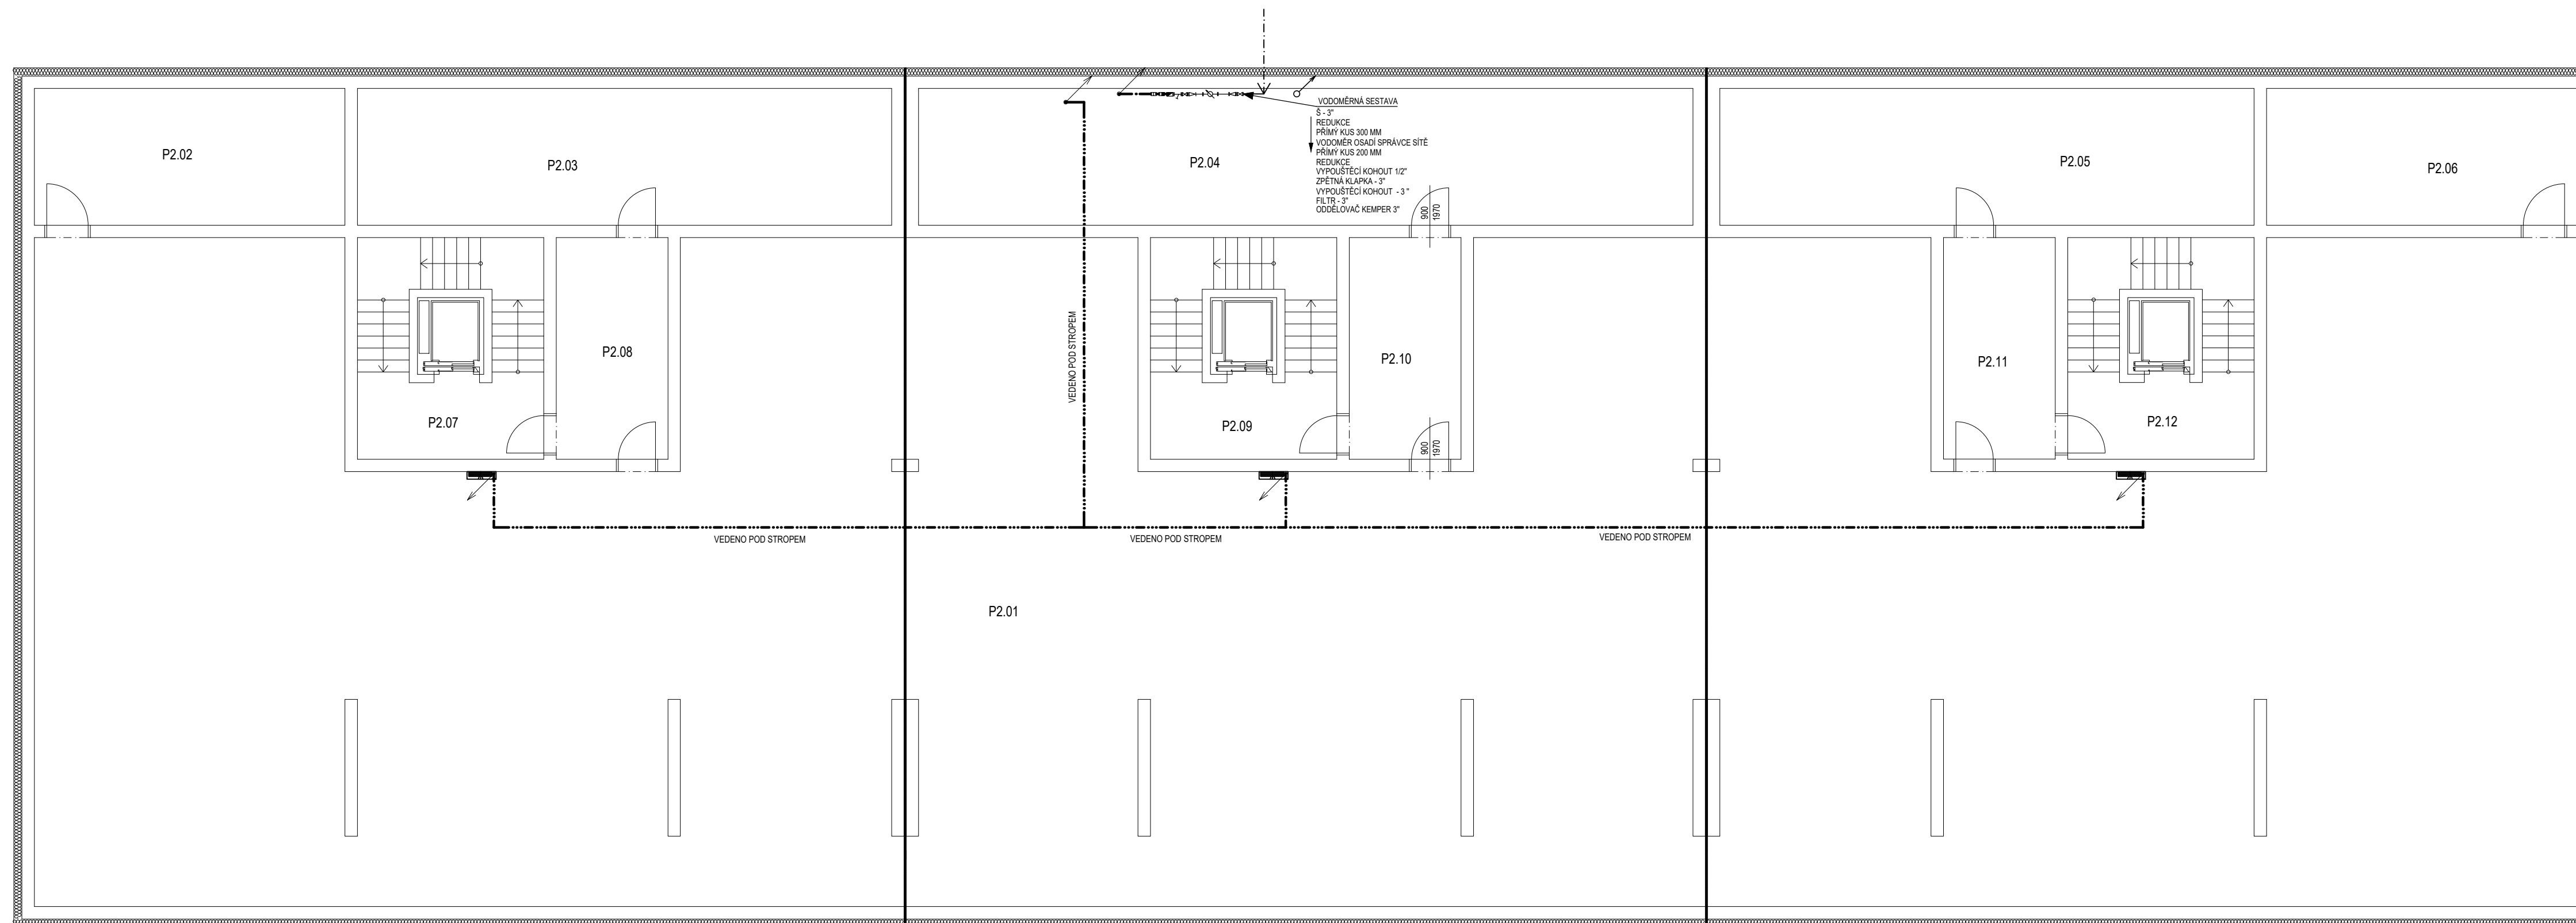 VODOMĚRNÁ SESTAVA
Š - 3"
REDUKCE
PŘÍMÝ KUS 300 MM
VODOMĚR OSADÍ SPRÁVCE SÍTĚ
PŘÍMÝ KUS 200 MM
REDUKCE
VYPOUŠTĚCÍ KOHOUT 1/2"
ZPĚTNÁ KLAPKA - 3"
VYPOUŠTĚCÍ KOHOUT - 3 "
FILTR - 3"
ODDĚLOVAČ KEMPER 3"
P2.02
P2.03
P2.04
P2.05
P2.06
900
1970
VEDENO POD STROPEM
P2.08
P2.10
P2.11
P2.07
P2.09
P2.12
900
1970
VEDENO POD STROPEM
VEDENO POD STROPEM
VEDENO POD STROPEM
P2.01